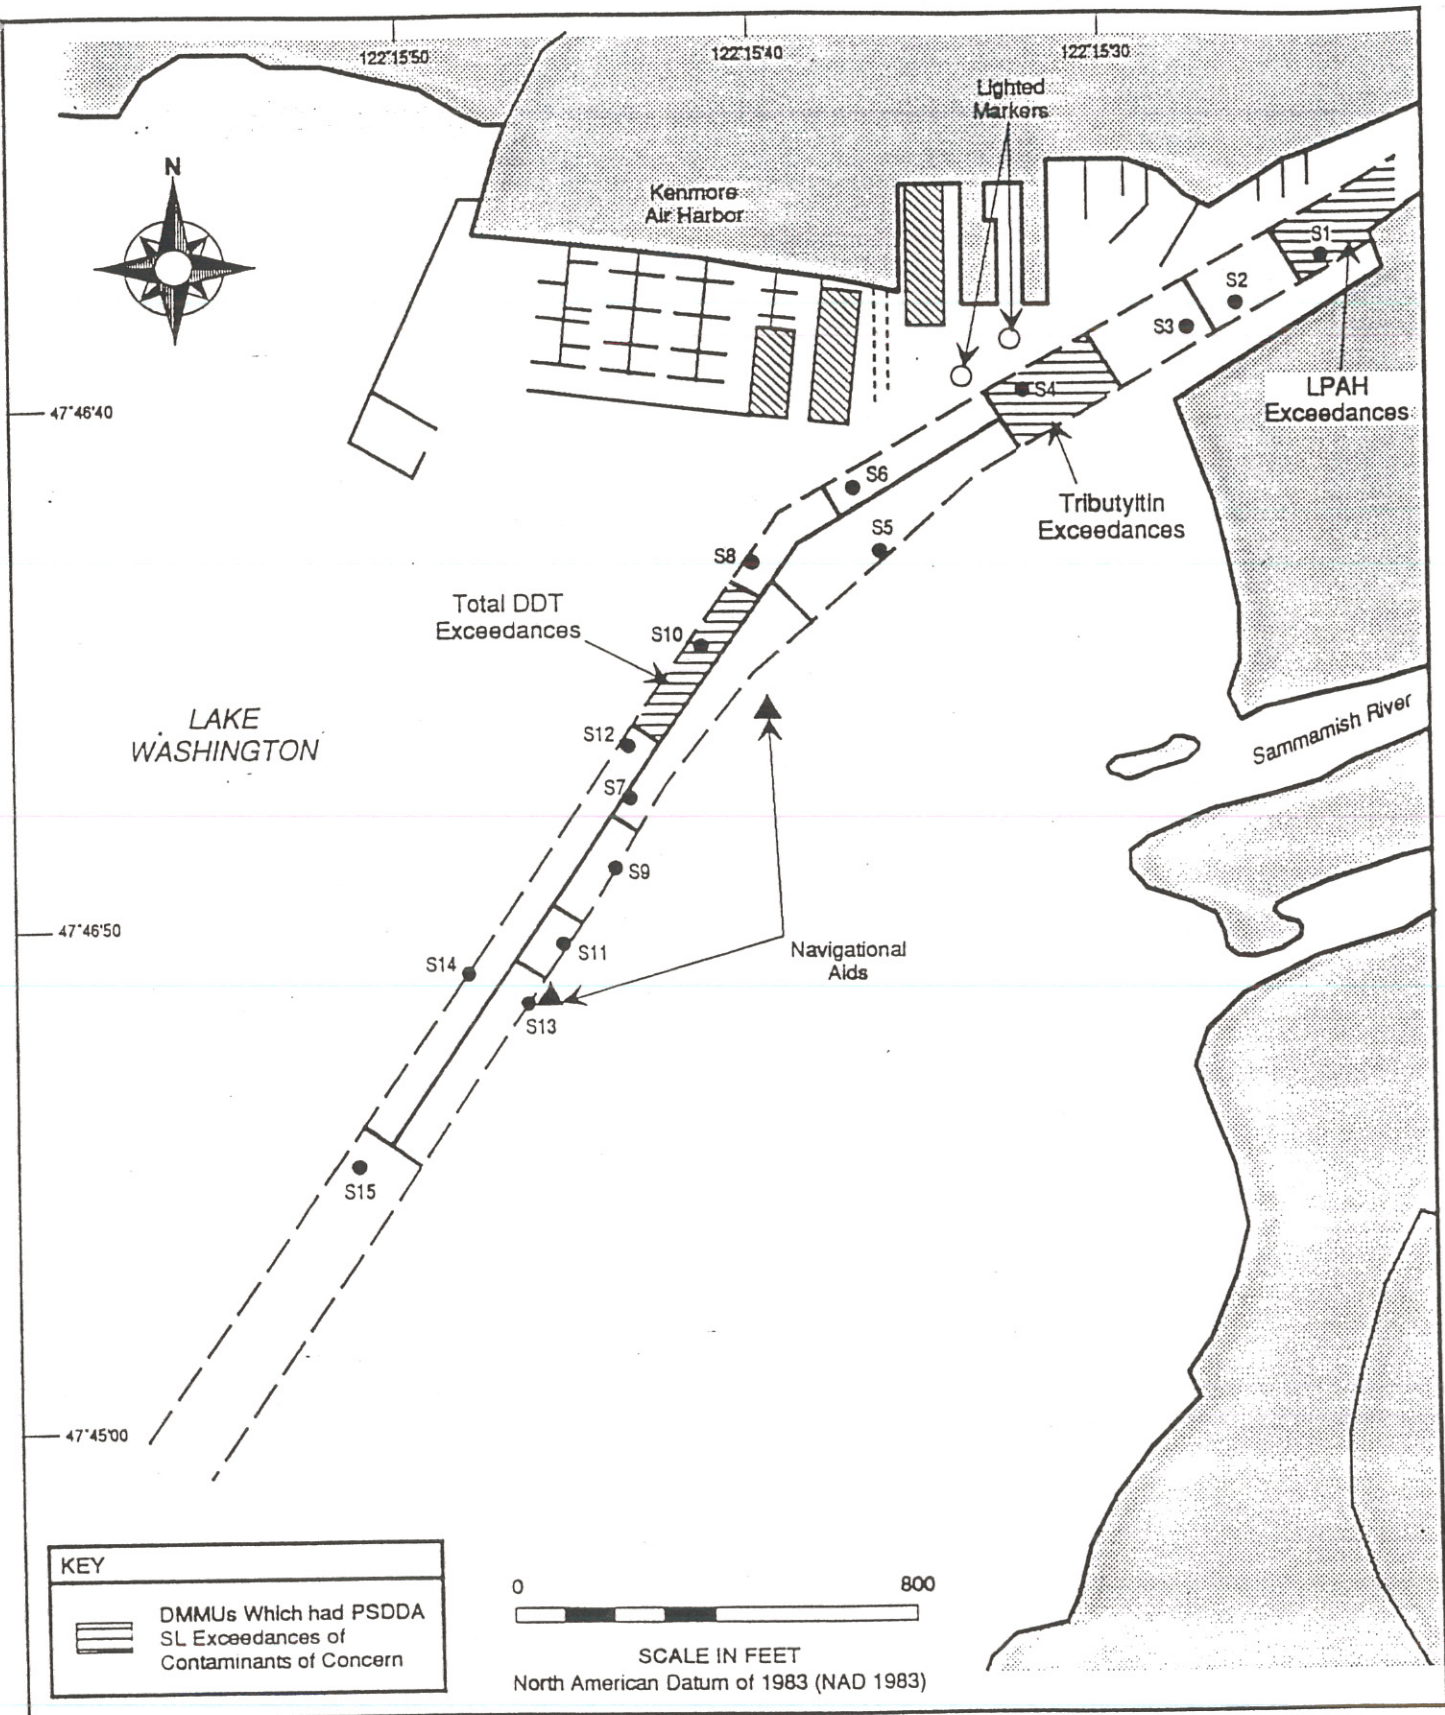 122°15'50
122°15'40
122°15'30
Lighted
Markers
N
Kenmore
Air Harbor
S1
S2
S3
S4
47°46'40
LPAH
Exceedances
S6
Tributyltin
Exceedances
S5
S8
Total DDT
Exceedances
S10
LAKE
WASHINGTON
Sammamish River
S12
S7
S9
47°46'50
S14
S11
Navigational
Aids
S13
S15
47°45'00
KEY
DMMUs Which had PSDDA
SL Exceedances of
Contaminants of Concern
0
800
SCALE IN FEET
North American Datum of 1983 (NAD 1983)